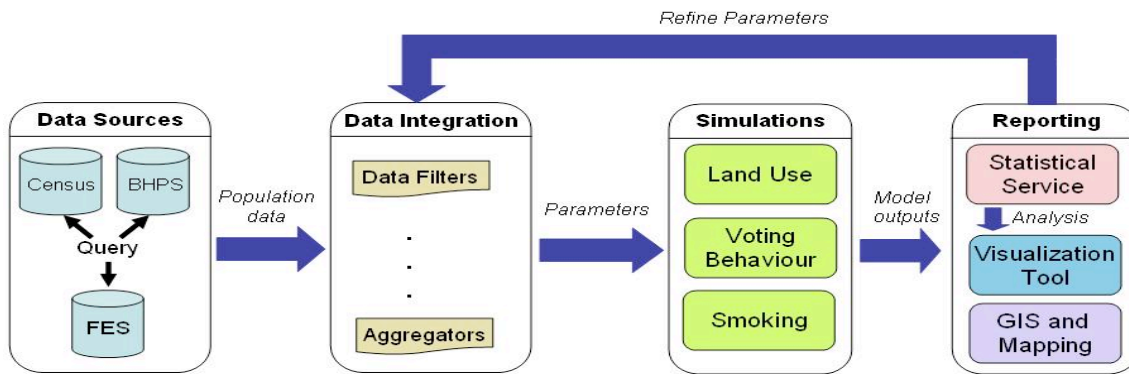 Refine Parameters
Data Sources
Census
BHPS
Query
FES
Population
data
Data Integration
Data Filters
.
.
.
Aggregators
Parameters
Simulations
Land Use
Voting
Behaviour
Smoking
Model
outputs
Reporting
Statistical
Service
Analysis
Visualization
Tool
GIS and
Mapping